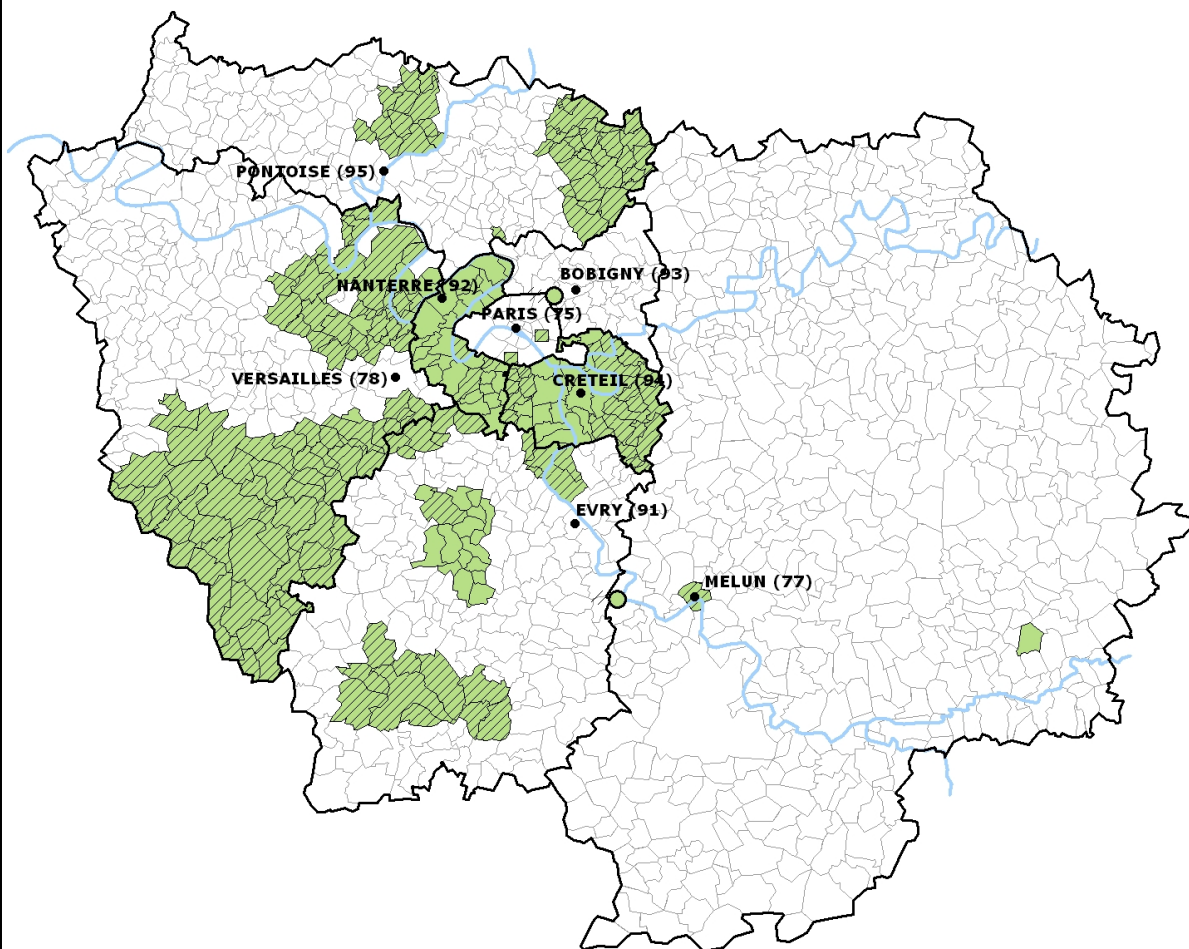 PONTOISE (95)
BOBIGNY (93)
NANTERRE (92)
PARIS (75)
VERSAILLES (78)
CRETEIL (94)
EVRY (91)
MELUN (77)